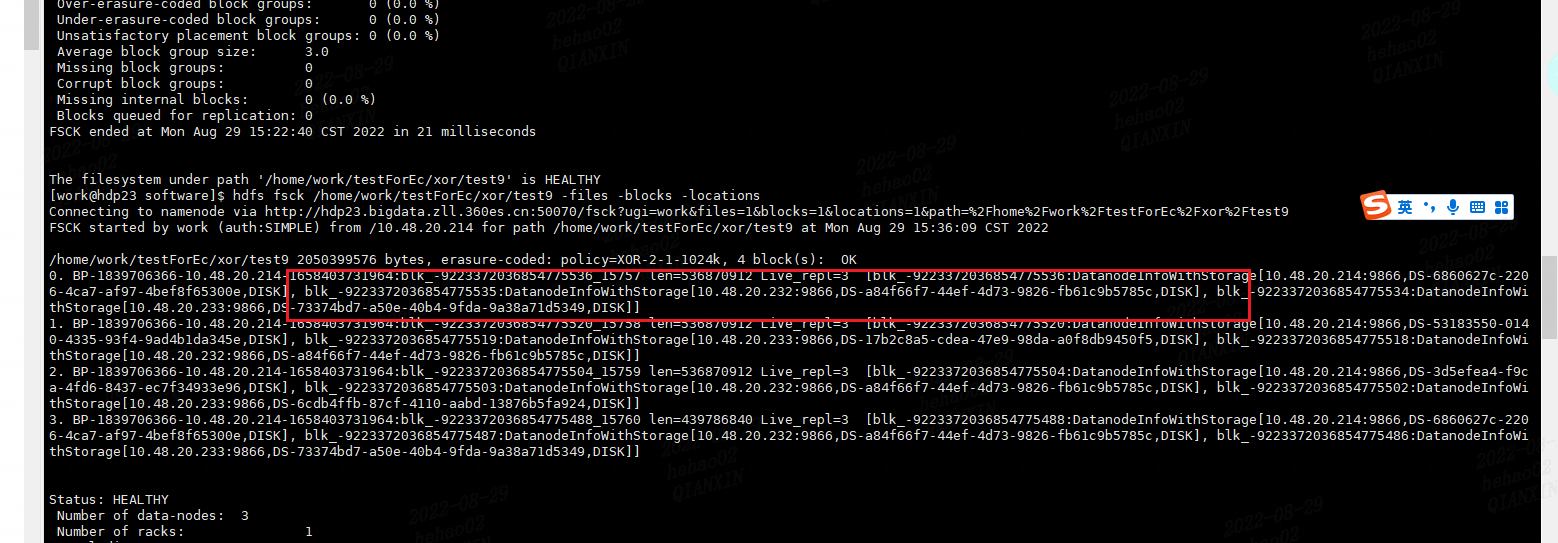 Over-erasure-coded block groups: 0 (0.0 %)
Under-erasure-coded block groups: 0 (0.0 %)
Unsatisfactory placement block groups: 0 (0.0 %)
Average block group size: 3.0
Missing block groups: 0
Corrupt block groups: 0
Missing internal blocks: 0 (0.0 %)
Blocks queued for replication: 0
FSCK ended at Mon Aug 29 15:22:40 CST 2022 in 21 milliseconds
The filesystem under path '/home/work/testForEc/xor/test9' is HEALTHY
[work@hdp23 software]$ hdfs fsck /home/work/testForEc/xor/test9 -files -blocks -locations
Connecting to namenode via http://hdp23.bigdata.zll.360es.cn:50070/fsck?ugi=work&files=1&blocks=1&locations=1&path=%2Fhome%2Fwork%2FtestForEc%2Fxor%2Ftest9
FSCK started by work (auth:SIMPLE) from /10.48.20.214 for path /home/work/testForEc/xor/test9 at Mon Aug 29 15:36:09 CST 2022
/home/work/testForEc/xor/test9 2050399576 bytes, erasure-coded: policy=XOR-2-1-1024k, 4 block(s):  OK
0. BP-1839706366-10.48.20.214-1658403731964:blk_-9223372036854775536_15757 len=536870912 Live_repl=3  [blk_-9223372036854775536:DatanodeInfoWithStorage[10.48.20.214:9866,DS-6860627c-220
6-4ca7-af97-4bef8f65300e,DISK], blk_-9223372036854775535:DatanodeInfoWithStorage[10.48.20.232:9866,DS-a84f66f7-44ef-4d73-9826-fb61c9b5785c,DISK], blk_-9223372036854775534:DatanodeInfoWi
thStorage[10.48.20.233:9866,DS-73374bd7-a50e-40b4-9fda-9a38a71d5349,DISK]]
1. BP-1839706366-10.48.20.214-1658403731964:blk_-9223372036854775520_15758 len=536870912 Live_repl=3  [blk_-9223372036854775520:DatanodeInfoWithStorage[10.48.20.214:9866,DS-53183550-014
0-4335-93f4-9ad4b1da345e,DISK], blk_-9223372036854775519:DatanodeInfoWithStorage[10.48.20.233:9866,DS-17b2c8a5-cdea-47e9-98da-a0f8db9450f5,DISK], blk_-9223372036854775518:DatanodeInfoWi
thStorage[10.48.20.232:9866,DS-a84f66f7-44ef-4d73-9826-fb61c9b5785c,DISK]]
2. BP-1839706366-10.48.20.214-1658403731964:blk_-9223372036854775504_15759 len=536870912 Live_repl=3  [blk_-9223372036854775504:DatanodeInfoWithStorage[10.48.20.214:9866,DS-3d5efea4-f9c
a-4fd6-8437-ec7f34933e96,DISK], blk_-9223372036854775503:DatanodeInfoWithStorage[10.48.20.232:9866,DS-a84f66f7-44ef-4d73-9826-fb61c9b5785c,DISK], blk_-9223372036854775502:DatanodeInfoWi
thStorage[10.48.20.233:9866,DS-6cdb4ffb-87cf-4110-aabd-13876b5fa924,DISK]]
3. BP-1839706366-10.48.20.214-1658403731964:blk_-9223372036854775488_15760 len=439786840 Live_repl=3  [blk_-9223372036854775488:DatanodeInfoWithStorage[10.48.20.214:9866,DS-6860627c-220
6-4ca7-af97-4bef8f65300e,DISK], blk_-9223372036854775487:DatanodeInfoWithStorage[10.48.20.232:9866,DS-a84f66f7-44ef-4d73-9826-fb61c9b5785c,DISK], blk_-9223372036854775486:DatanodeInfoWi
thStorage[10.48.20.233:9866,DS-73374bd7-a50e-40b4-9fda-9a38a71d5349,DISK]]
Status: HEALTHY
Number of data-nodes: 3
Number of racks: 1
S英
2022-08-29
hehao02
QIANXIN